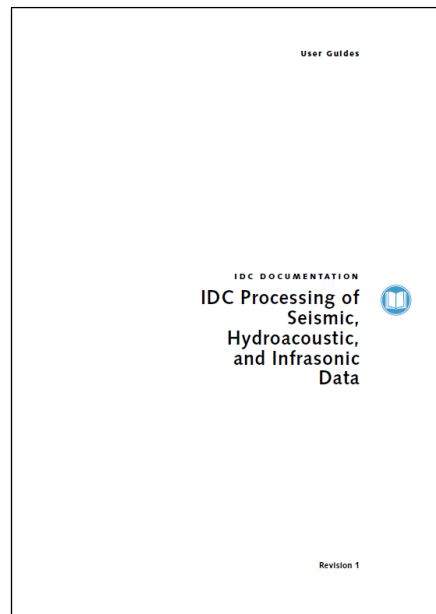 User Guides
IDC DOCUMENTATION
IDC Processing of
Seismic,
Hydroacoustic,
and Infrasonic
Data
Revision 1